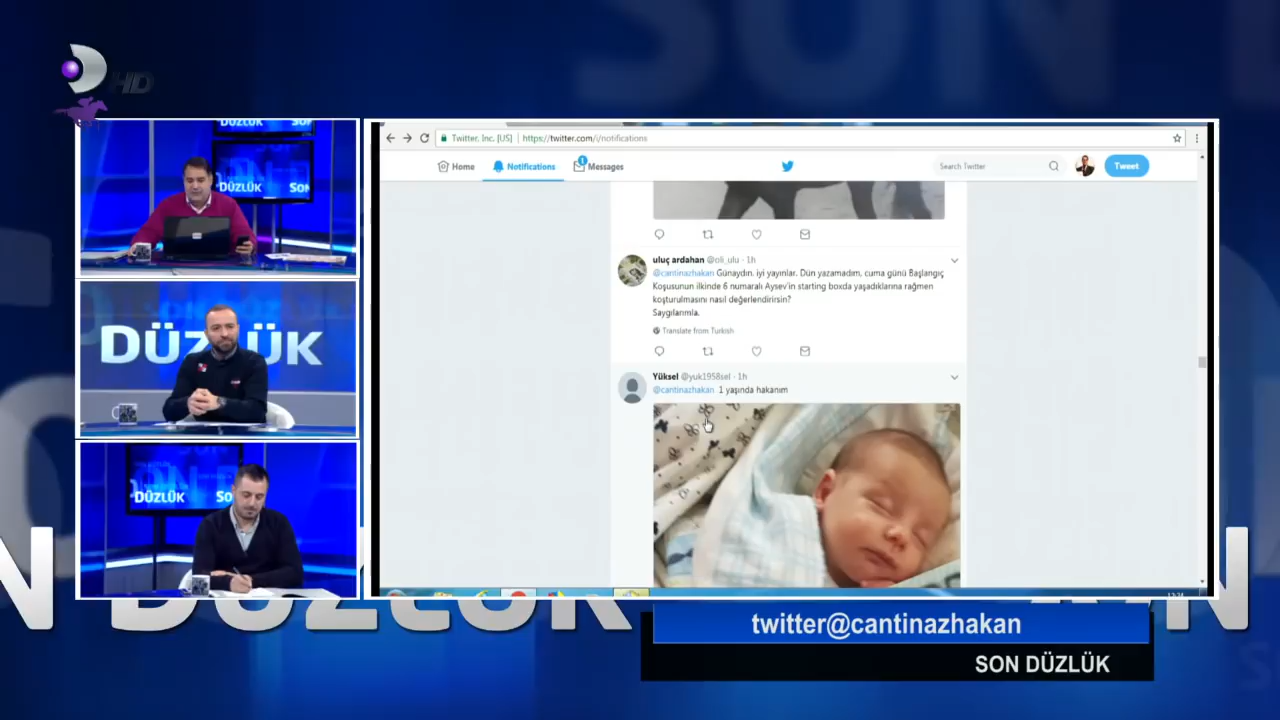 HD
DÜZLÜK
SON
DÜZLÜK
DÜZLÜK
Twitter, Inc. [US]
https://twitter.com/i/notifications
Home
Notifications
1
Messages
Search Twitter
Tweet
uluç ardahan @oli_ulu · 1h
@cantinazhakan Günaydın. iyi yayınlar. Dün yazamadım, cuma günü Başlangıç
Koşusunun ilkinde 6 numaralı Aysev'in starting boxda yaşadıklarına rağmen
koşturulmasını nasıl değerlendirirsin?
Saygılarımla.
Translate from Turkish
Yüksel @yuk1958sel · 1h
@cantinazhakan 1 yaşında hakanım
twitter@cantinazhakan
SON DÜZLÜK